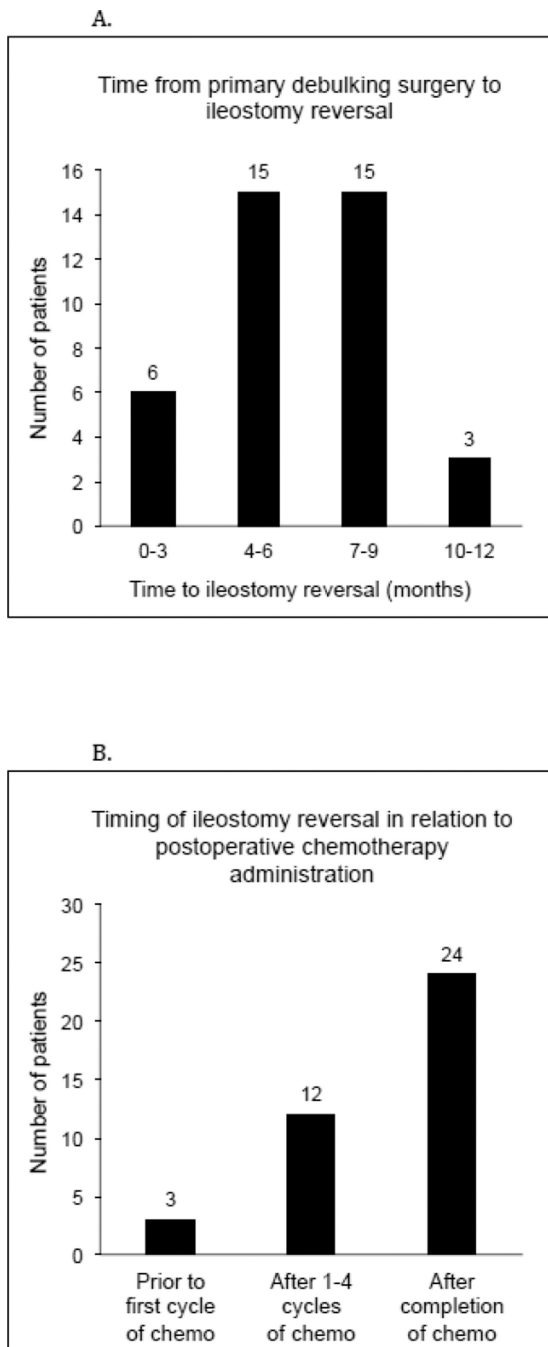 A.
Time from primary debulking surgery to
ileostomy reversal
16
14
12
10
8
6
4
2
0
Number of patients
6
15
15
3
0-3
4-6
7-9
10-12
Time to ileostomy reversal (months)
B.
Timing of ileostomy reversal in relation to
postoperative chemotherapy
administration
30
25
20
15
10
5
0
Number of patients
3
12
24
Prior to
first cycle
of chemo
After 1-4
cycles
of chemo
After
completion
of chemo